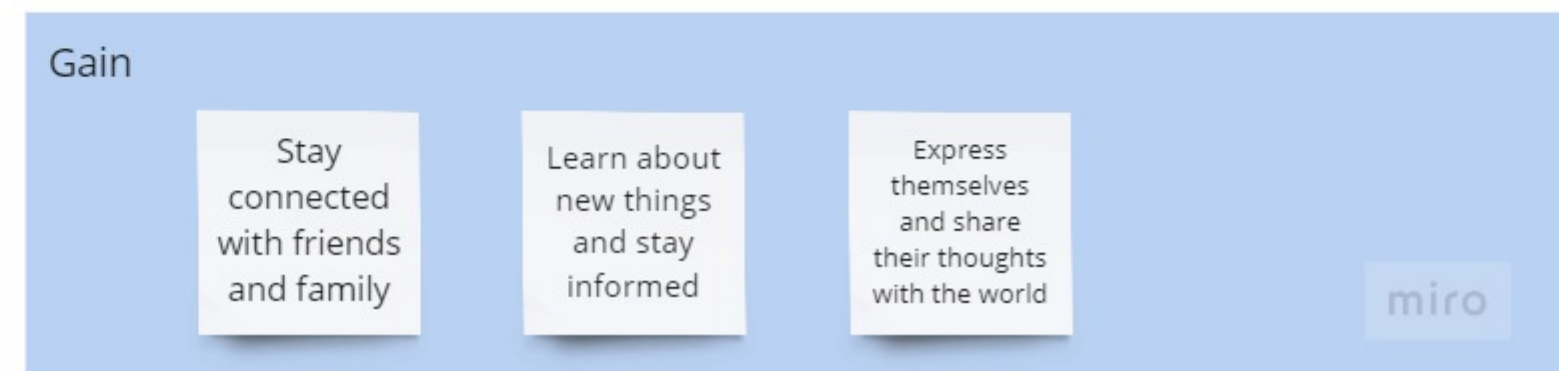 Gain
Stay
connected
with friends
and family
Learn about
new things
and stay
informed
Express
themselves
and share
their thoughts
with the world
miro